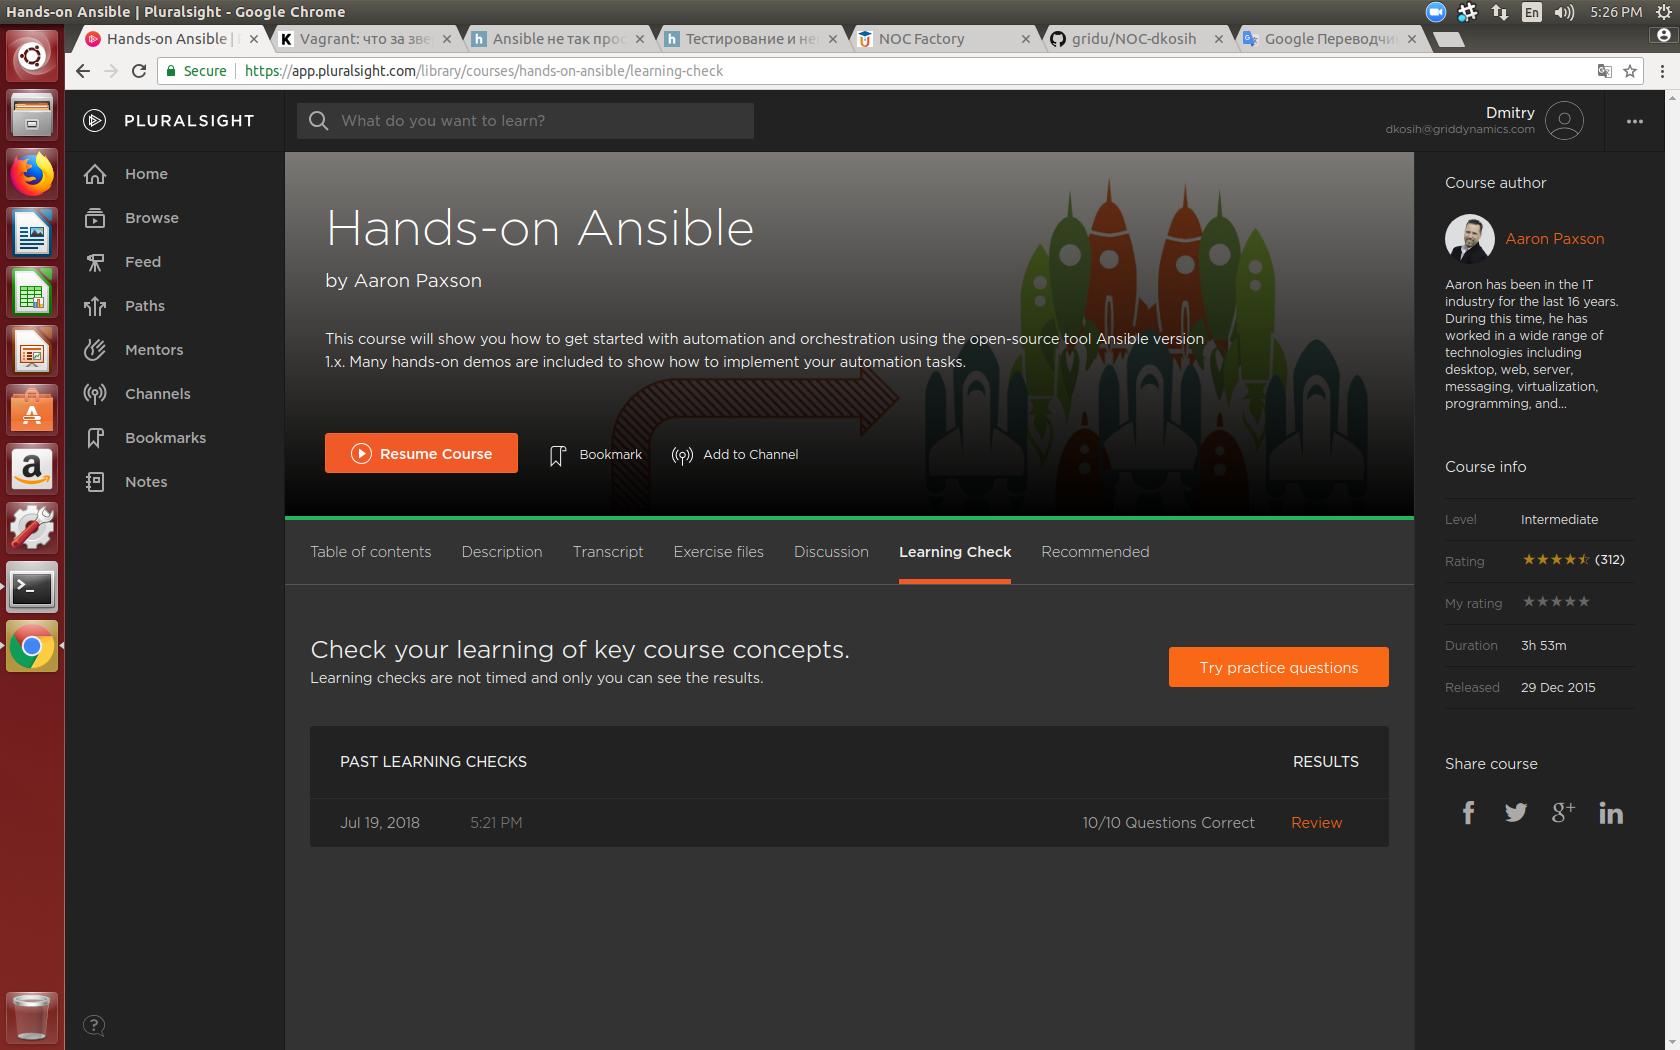 Hands-on Ansible | Pluralsight - Google Chrome
En
5:26 PM
Hands-on Ansible |
Vagrant: что за зве
Ansible не так прос
Тестирование и не
NOC Factory
gridu/NOC-dkosih
Google Переводчи
Secure
https://app.pluralsight.com/library/courses/hands-on-ansible/learning-check
PLURALSIGHT
What do you want to learn?
Dmitry
dkosih@griddynamics.com
Home
Browse
Feed
Paths
Mentors
Channels
Bookmarks
Notes
Hands-on Ansible
by Aaron Paxson
This course will show you how to get started with automation and orchestration using the open-source tool Ansible version
1.x. Many hands-on demos are included to show how to implement your automation tasks.
Resume Course
Bookmark
Add to Channel
Table of contents
Description
Transcript
Exercise files
Discussion
Learning Check
Recommended
Check your learning of key course concepts.
Learning checks are not timed and only you can see the results.
Try practice questions
PAST LEARNING CHECKS
RESULTS
Jul 19, 2018
5:21 PM
10/10 Questions Correct
Review
Course author
Aaron Paxson
Aaron has been in the IT
industry for the last 16 years.
During this time, he has
worked in a wide range of
technologies including
desktop, web, server,
messaging, virtualization,
programming, and...
Course info
Level
Intermediate
Rating
(312)
My rating
Duration
3h 53m
Released
29 Dec 2015
Share course